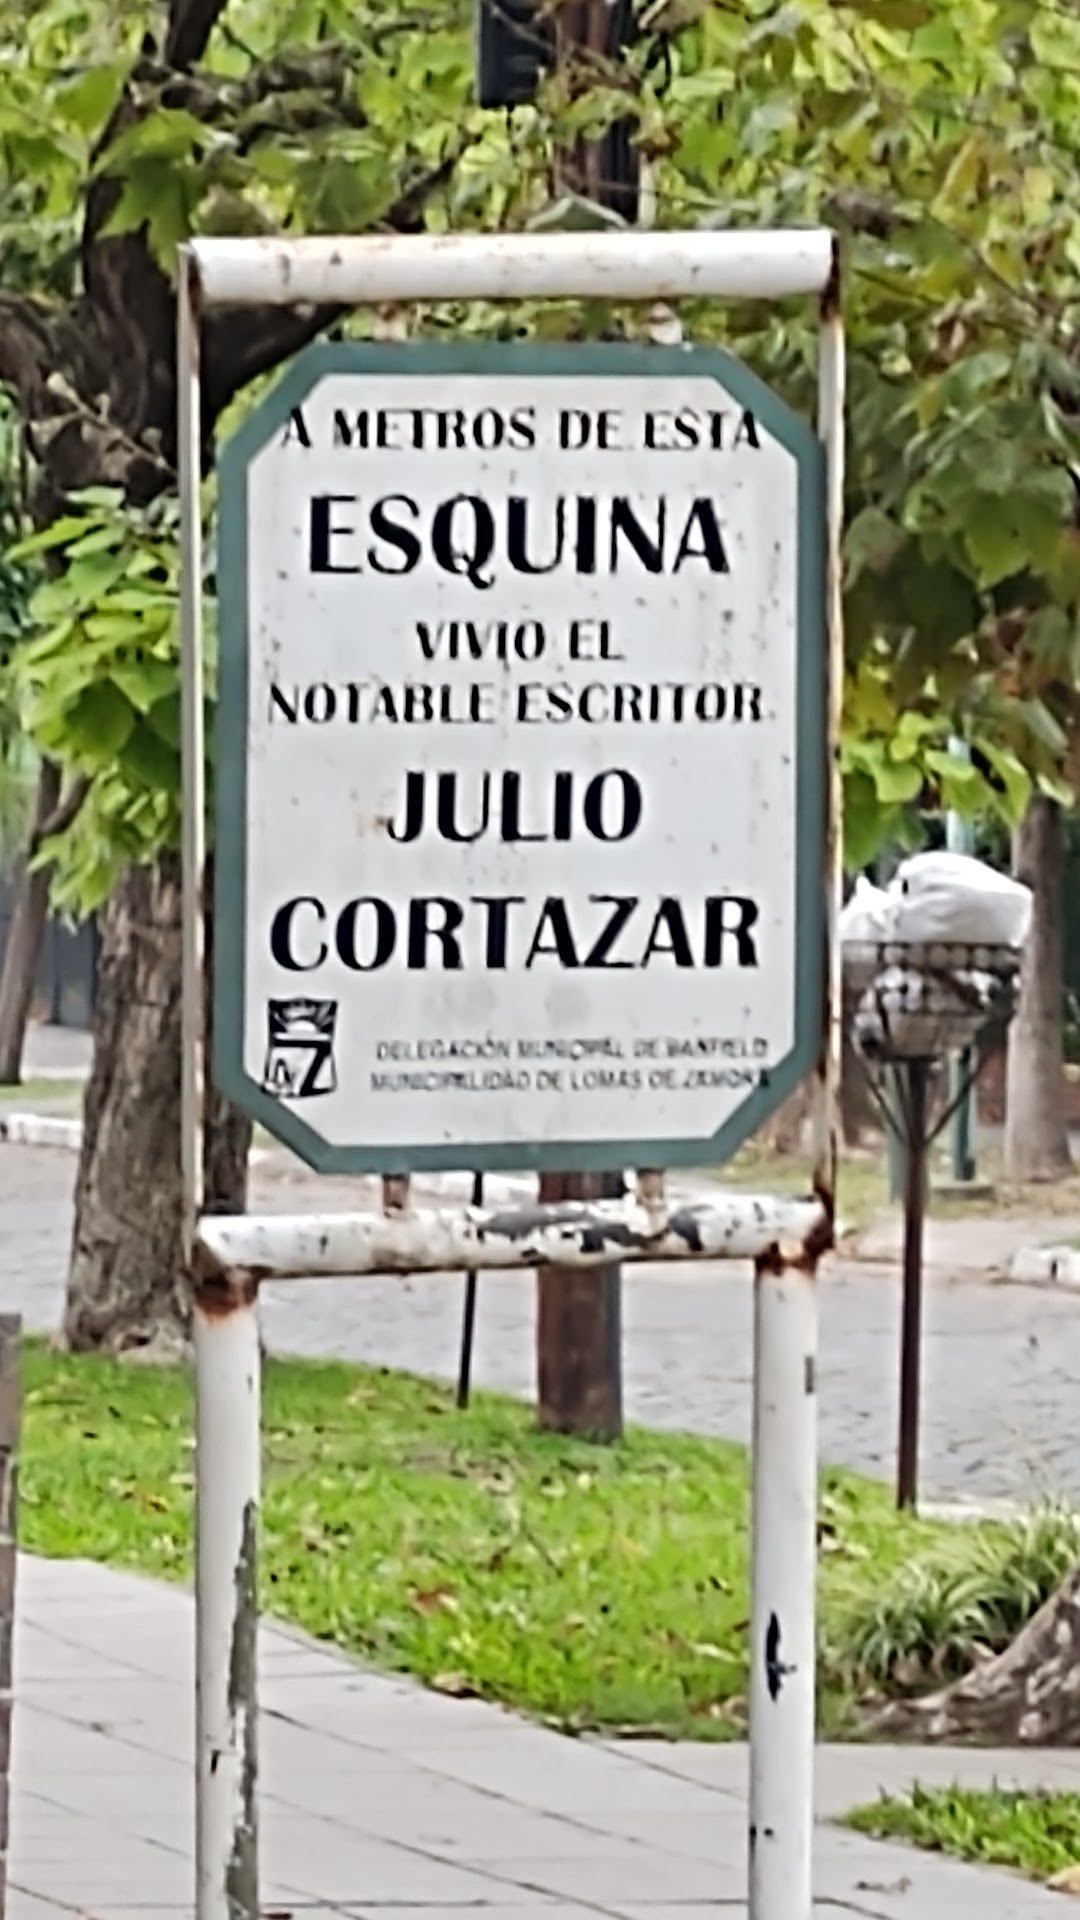 A METROS DE ESTA
ESQUINA
VIVIO EL
NOTABLE ESCRITOR
JULIO
CORTAZAR
DELEGACIÓN MUNICIPAL DE BANFIELD
MUNICIPALIDAD DE LOMAS DE ZAMORA